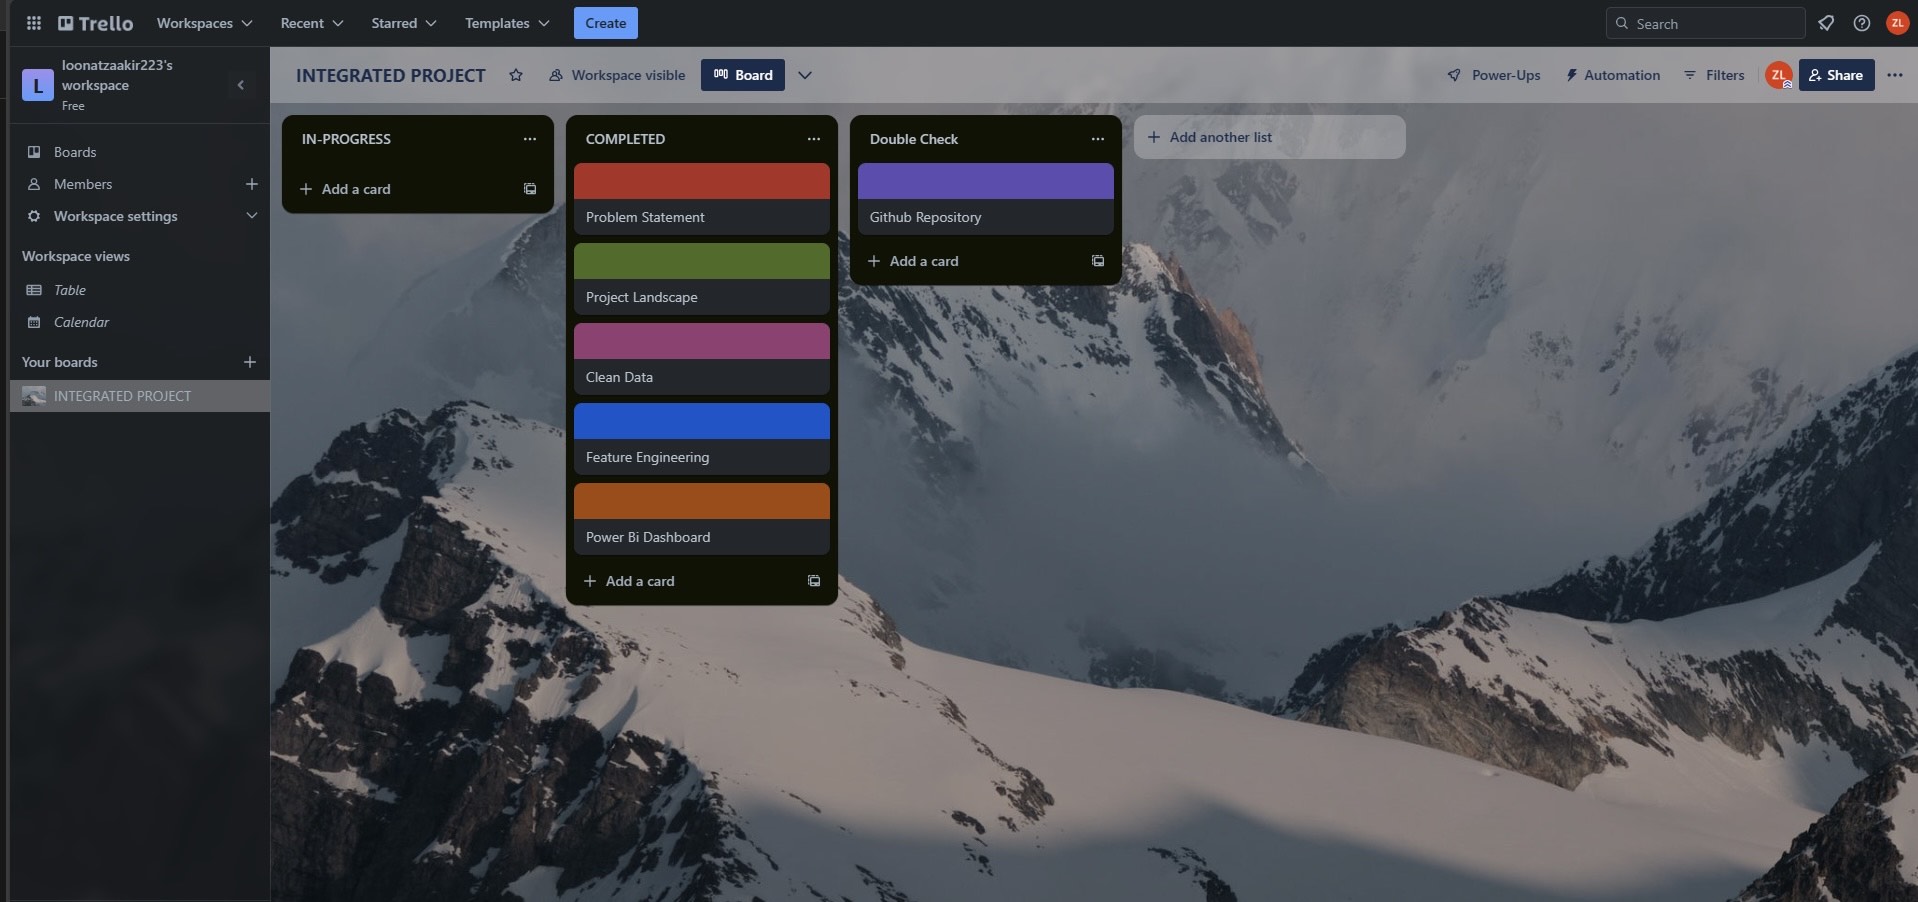 Trello
Workspaces
Recent
Starred
Templates
Create
Search
ZL
L
loonatzaakir223's
workspace
Free
INTEGRATED PROJECT
Workspace visible
Board
Power-Ups
Automation
Filters
ZL
Share
Boards
Members
Workspace settings
Workspace views
Table
Calendar
Your boards
INTEGRATED PROJECT
IN-PROGRESS
Add a card
COMPLETED
Problem Statement
Project Landscape
Clean Data
Feature Engineering
Power Bi Dashboard
Add a card
Double Check
Github Repository
Add a card
Add another list